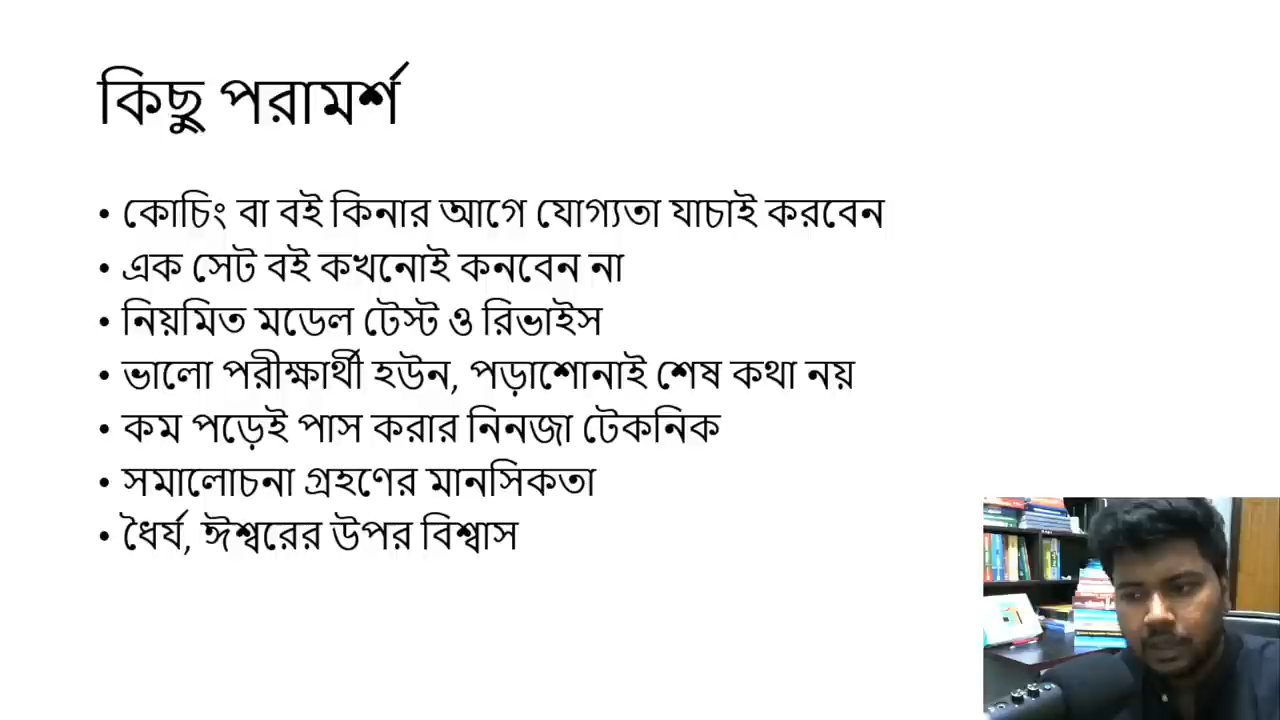 কিছু পরামর্শ
• কোচিং বা বই কিনার আগে যোগ্যতা যাচাই করবেন
• এক সেট বই কখনোই কনবেন না
• নিয়মিত মডেল টেস্ট ও রিভাইস
• ভালো পরীক্ষার্থী হউন, পড়াশোনাই শেষ কথা নয়
• কম পড়েই পাস করার নিনজা টেকনিক
• সমালোচনা গ্রহণের মানসিকতা
• ধৈর্য, ঈশ্বরের উপর বিশ্বাস